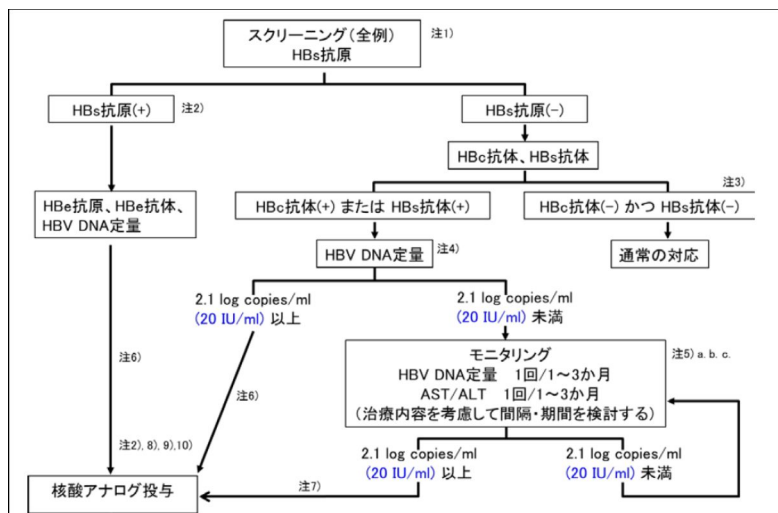 スクリーニング(全例)
HBs抗原
注1)
HBs抗原(+)
注2)
HBs抗原(-)
HBc抗体、HBs抗体
注3)
HBe抗原、HBe抗体、
HBV DNA定量
HBc抗体(+) または HBs抗体(+)
HBc抗体(-) かつ HBs抗体(-)
HBV DNA定量
注4)
通常の対応
2.1 log copies/ml
(20 IU/ml) 以上
2.1 log copies/ml
(20 IU/ml) 未満
注6)
注6)
モニタリング
HBV DNA定量 1回/1~3か月
AST/ALT 1回/1~3か月
(治療内容を考慮して間隔・期間を検討する)
注5) a. b. c.
注2), 8), 9),10)
2.1 log copies/ml
(20 IU/ml) 以上
2.1 log copies/ml
(20 IU/ml) 未満
核酸アナログ投与
注7)